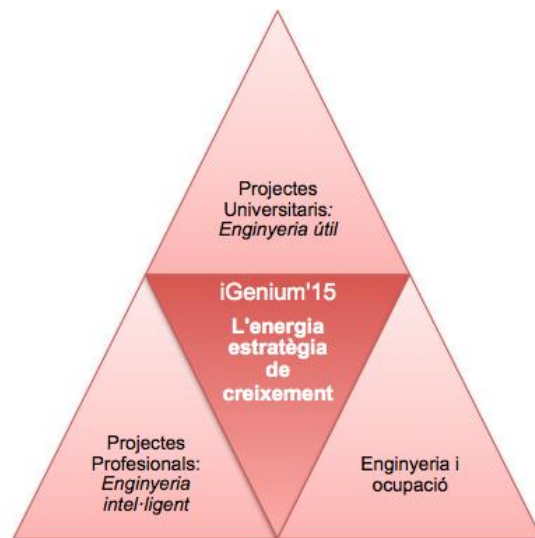 Projectes
Universitaris:
Enginyeria útil
iGenium'15
L'energia
estratègia
de
creixement
Projectes
Profesionals:
Enginyeria
intel·ligent
Enginyeria i
ocupació